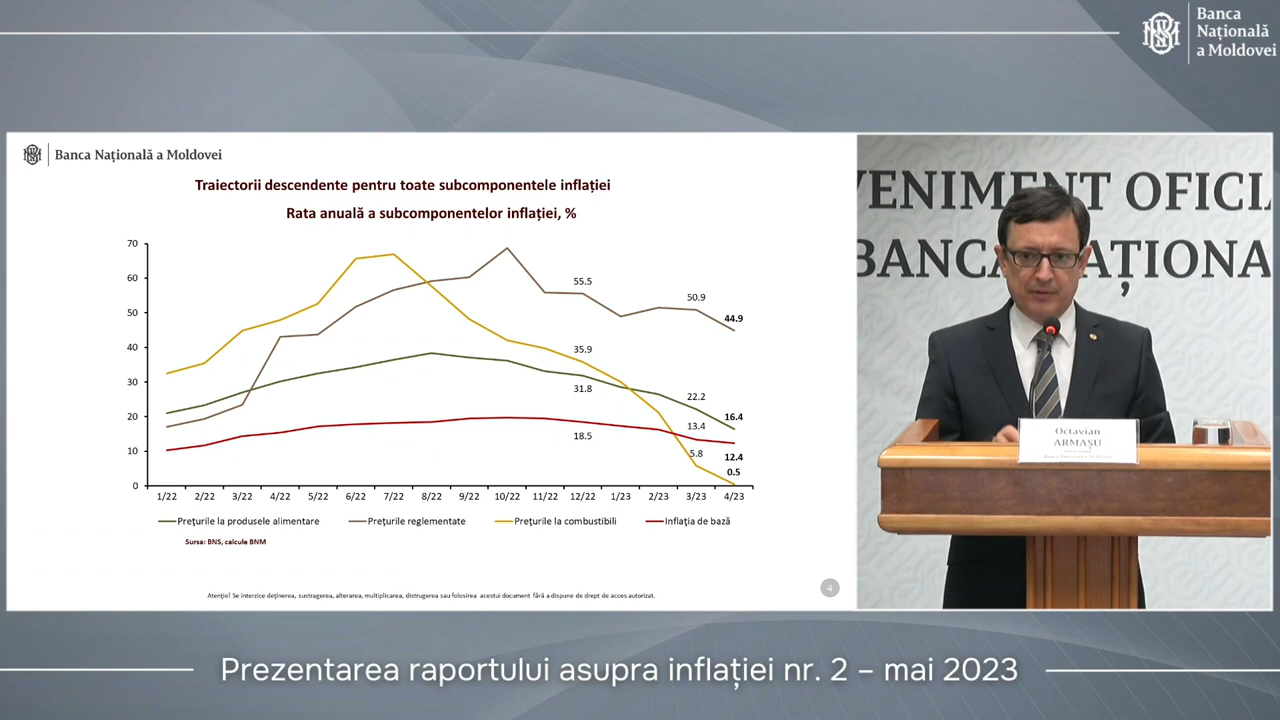 Banca
Națională
a Moldovei
Banca Națională a Moldovei
Traiectorii descendente pentru toate subcomponentele inflației
Rata anuală a subcomponentelor inflației, %
70
60
50
40
30
20
10
0
55.5
50.9
44.9
35.9
31.8
22.2
16.4
18.5
13.4
5.8
12.4
0.5
1/22 2/22 3/22 4/22 5/22 6/22 7/22 8/22 9/22 10/22 11/22 12/22 1/23 2/23 3/23 4/23
Prețurile la produsele alimentare Prețurile reglementate Prețurile la combustibili Inflația de bază
Sursa: BNS, calcule BNM
Atenție! Se interzice deținerea, sustragerea, alterarea, multiplicarea, distrugerea sau folosirea acestui document fără a dispune de drept de acces autorizat.
4
VENIMENT OFICIA
BANCA NAȚIONA
Octavian
ARMAȘU
Prezentarea raportului asupra inflației nr. 2 – mai 2023